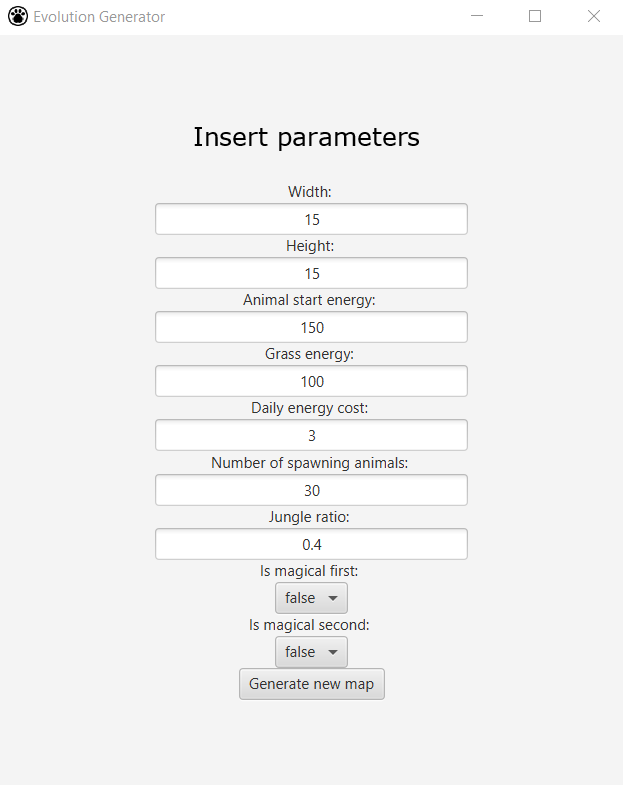 Evolution Generator
Insert parameters
Width:
15
Height:
15
Animal start energy:
150
Grass energy:
100
Daily energy cost:
3
Number of spawning animals:
30
Jungle ratio:
0.4
Is magical first:
false
Is magical second:
false
Generate new map